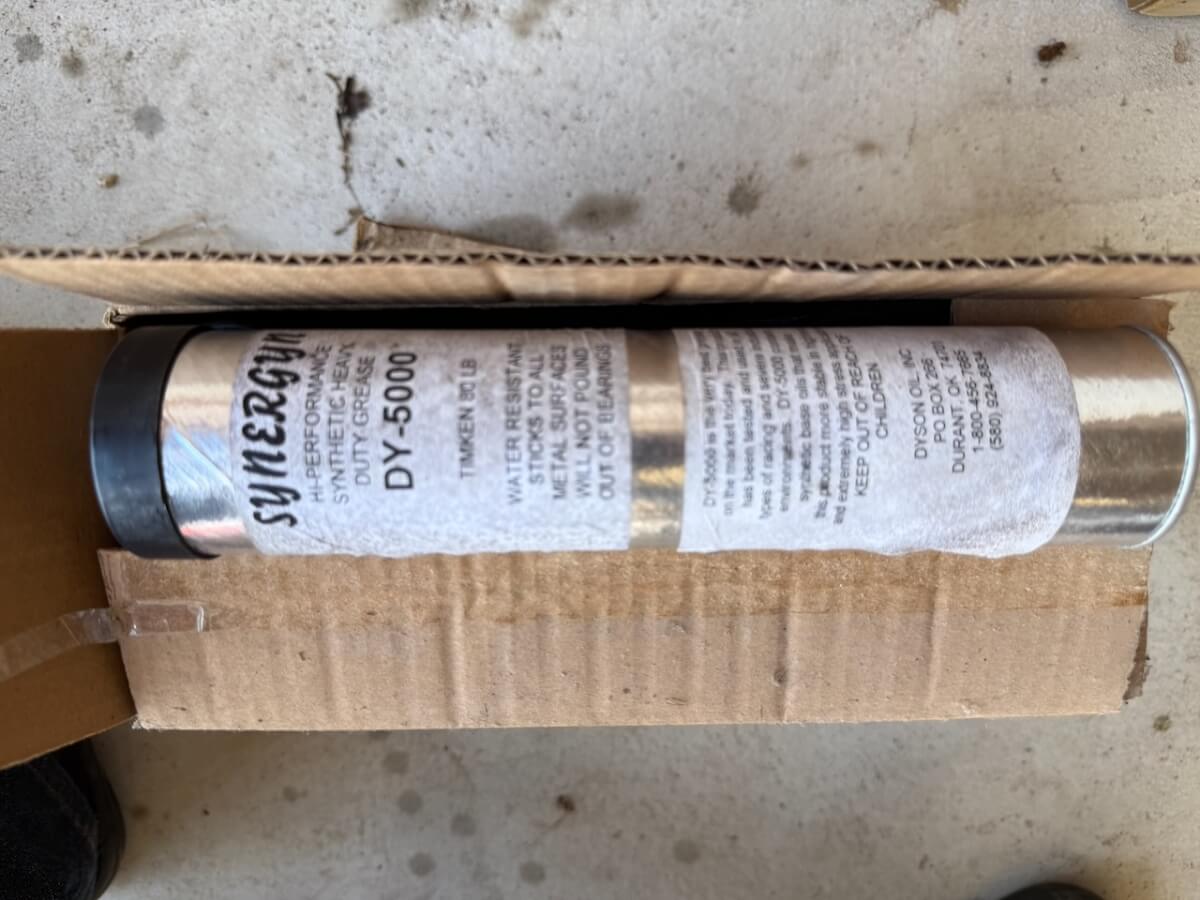 SYNERGYN
HI-PERFORMANCE
SYNTHETIC HEAVY
DUTY GREASE
DY-5000
TIMKEN 80 LB
WATER RESISTANT
STICKS TO ALL
METAL SURFACES
WILL NOT POUND
OUT OF BEARINGS
DY-5000 is the very best
on the market today.
has been tested and used
types of racing and severe
environments. DY-5000
synthetic base oils that
this product more stable in
and extremely high stress
KEEP OUT OF REACH OF
CHILDREN
DYSON OIL, INC
PO BOX 266
DURANT, OK
1-800-456-7665
(580) 924-8834